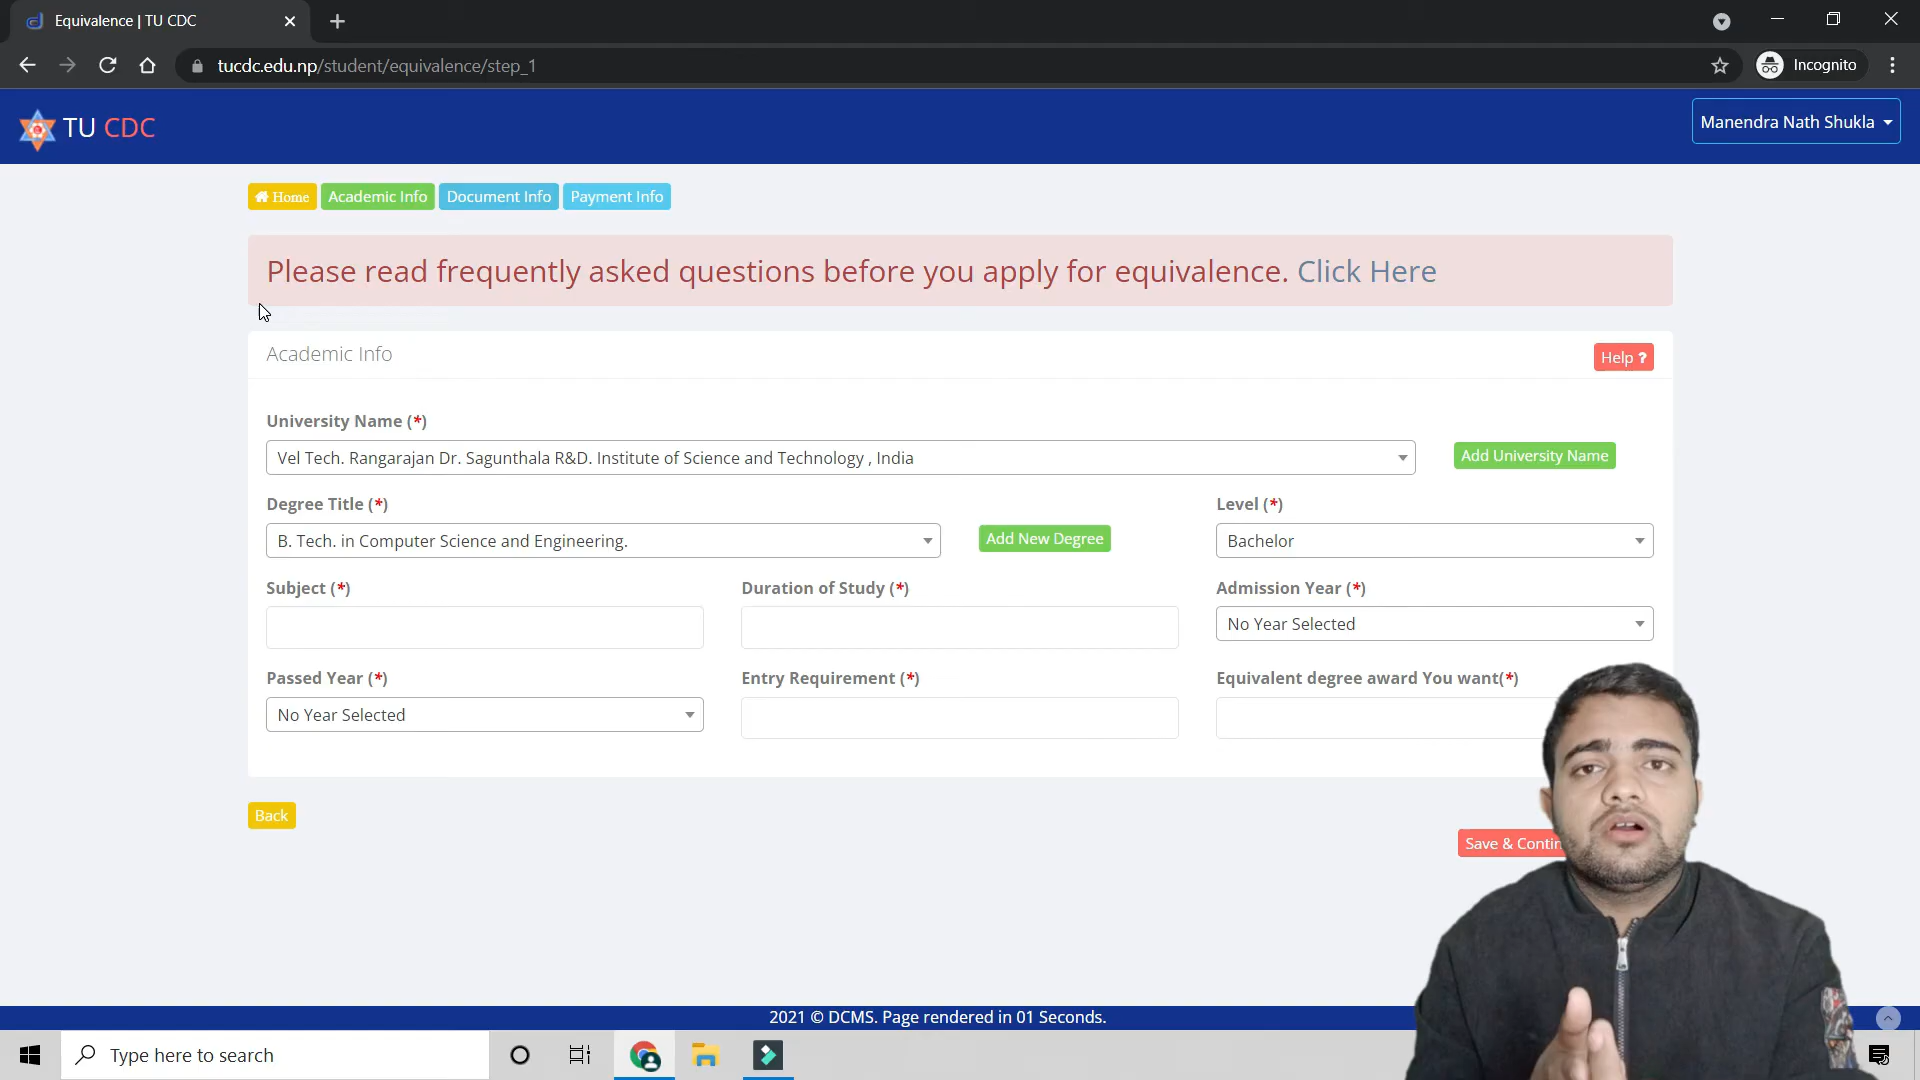 Equivalence | TU CDC
tucdc.edu.np/student/equivalence/step_1
Incognito
TU CDC
Manendra Nath Shukla
Home
Academic Info
Document Info
Payment Info
Please read frequently asked questions before you apply for equivalence. Click Here
Academic Info
Help ?
University Name (*)
Vel Tech. Rangarajan Dr. Sagunthala R&D. Institute of Science and Technology , India
Add University Name
Degree Title (*)
Level (*)
B. Tech. in Computer Science and Engineering.
Add New Degree
Bachelor
Subject (*)
Duration of Study (*)
Admission Year (*)
No Year Selected
Passed Year (*)
Entry Requirement (*)
Equivalent degree award You want(*)
No Year Selected
Back
Save & Contin
2021 © DCMS. Page rendered in 01 Seconds.
Type here to search